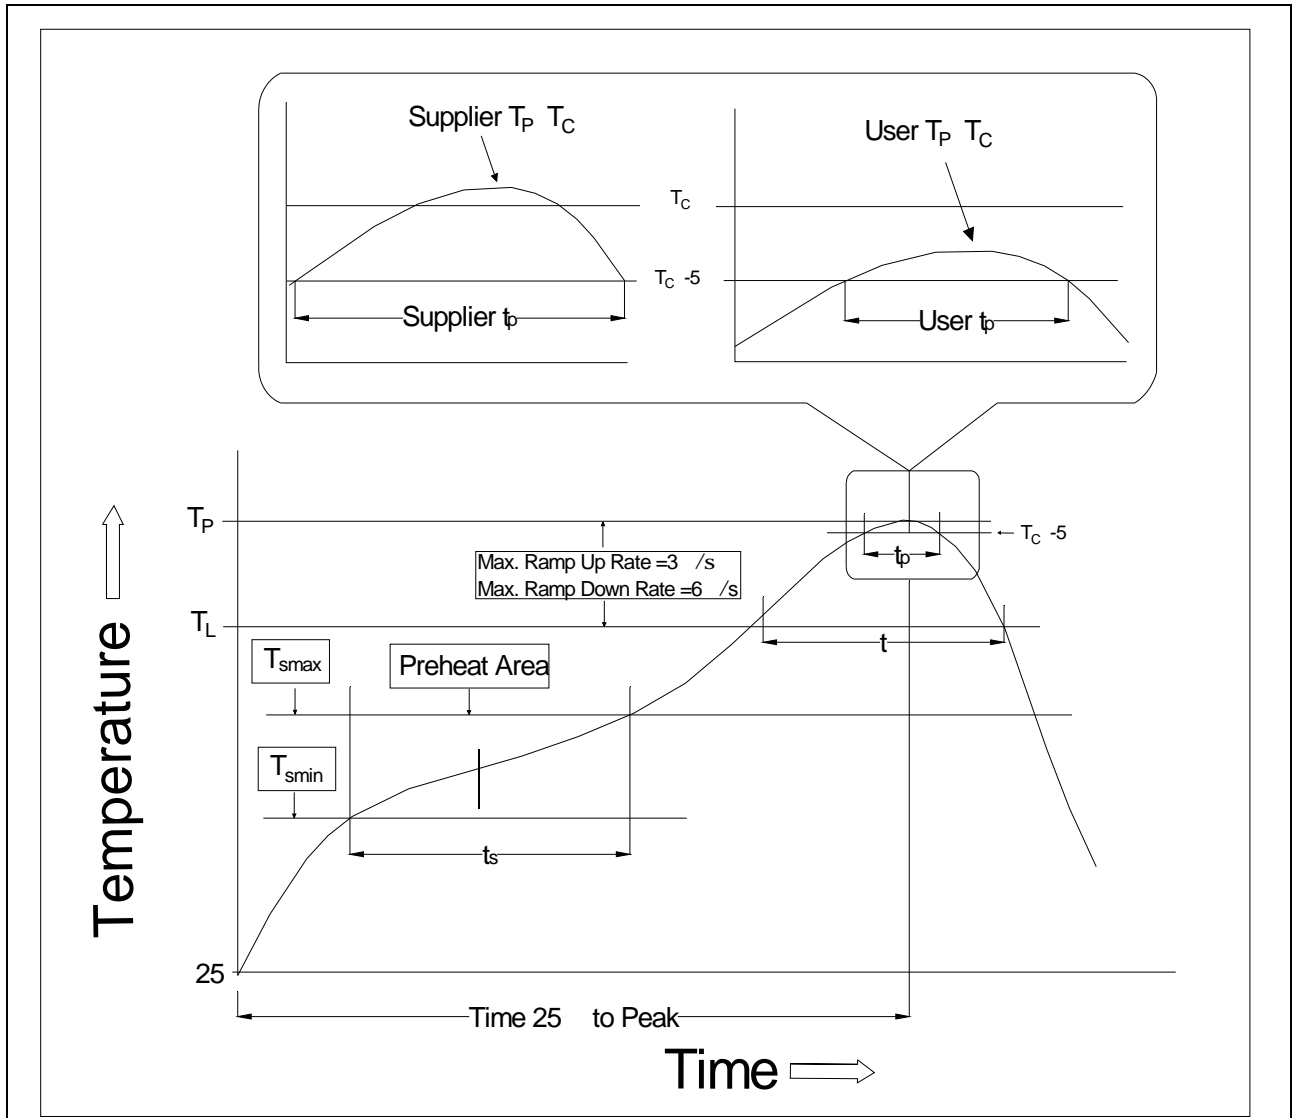 Supplier TP TC
User TP TC
TC
TC -5
Supplier tp
User tp
TP
TC -5
tp
Max. Ramp Up Rate =3 /s
Max. Ramp Down Rate =6 /s
TL
t
Tsmax
Preheat Area
Tsmin
ts
Temperature
25
Time 25 to Peak
Time